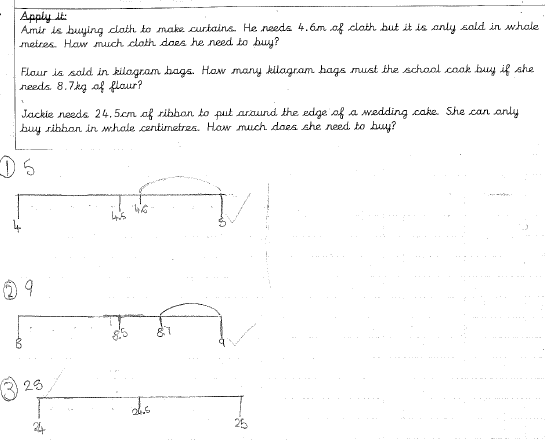 Apply it:
Amir is buying cloth to make curtains. He needs 4.6m of cloth but it is only sold in whole
metres. How much cloth does he need to buy?
Flour is sold in kilogram bags. How many kilogram bags must the school cook buy if she
needs 8.7kg of flour?
Jackie needs 24.5cm of ribbon to put around the edge of a wedding cake. She can only
buy ribbon in whole centimetres. How much does she need to buy?
① 5
4 4.5 4.6 5
② 9
8 8.5 8.7 9
③ 25
24 24.5 25